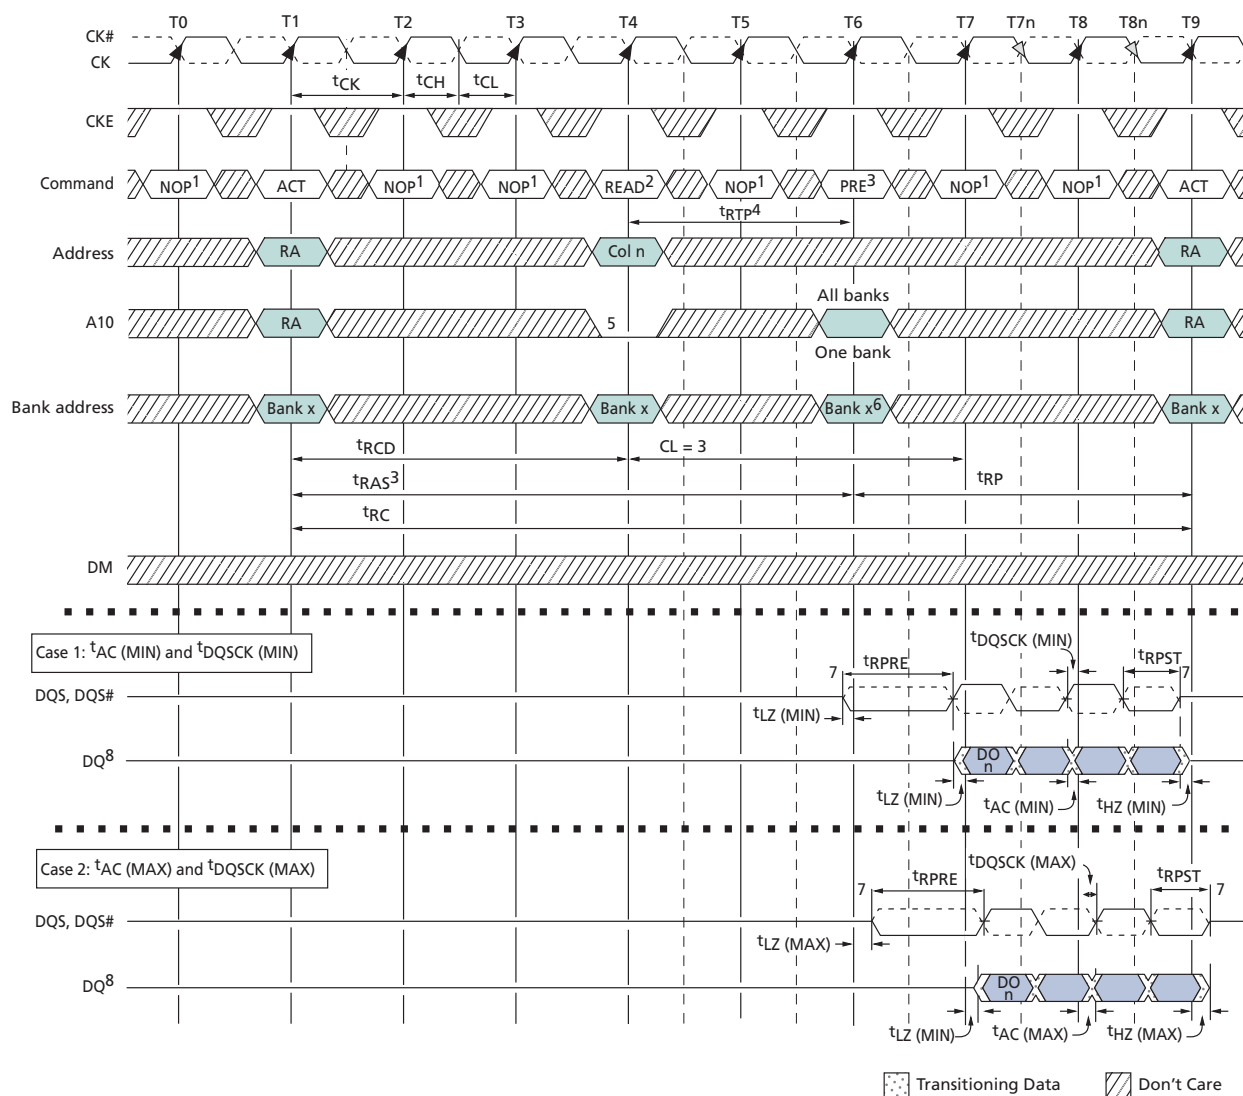 T0 T1 T2 T3 T4 T5 T6 T7 T7n T8 T8n T9
CK#
CK
tCK tCH tCL
CKE
Command NOP1 ACT NOP1 NOP1 READ2 NOP1 PRE3 NOP1 NOP1 ACT
tRTP4
Address RA Col n RA
All banks
A10 RA 5 RA
One bank
Bank address Bank x Bank x Bank x6 Bank x
tRCD CL = 3
tRAS3 tRP
tRC
DM
Case 1: tAC (MIN) and tDQSCK (MIN)
tDQSCK (MIN)
7 tRPRE tRPST 7
DQS, DQS#
tLZ (MIN)
DQ8 DO n
tLZ (MIN) tAC (MIN) tHZ (MIN)
Case 2: tAC (MAX) and tDQSCK (MAX)
tDQSCK (MAX)
7 tRPRE tRPST 7
DQS, DQS#
tLZ (MAX)
DQ8 DO n
tLZ (MIN) tAC (MAX) tHZ (MAX)
Transitioning Data Don't Care